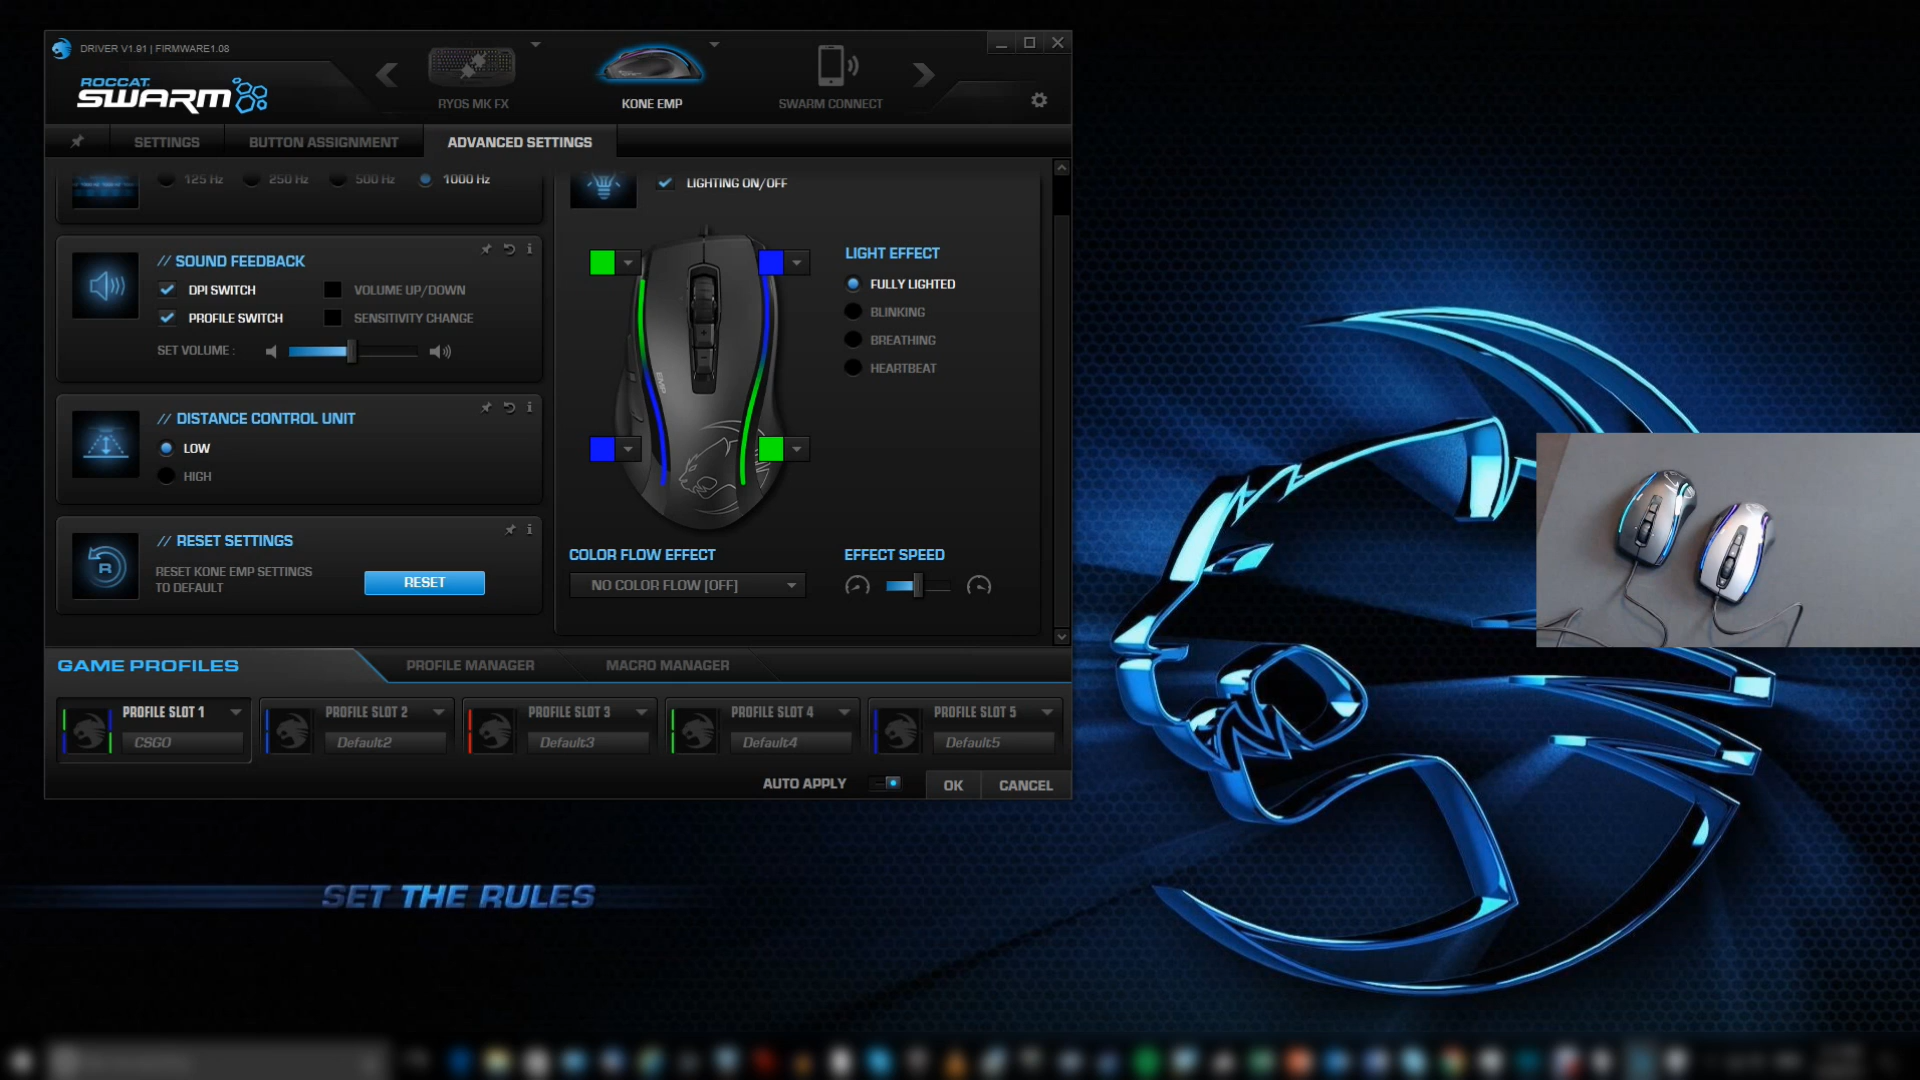 DRIVER V1.91 | FIRMWARE1.08
ROCCAT
SWARM
RYOS MK FX
KONE EMP
SWARM CONNECT
SETTINGS
BUTTON ASSIGNMENT
ADVANCED SETTINGS
125 Hz
250 Hz
500 Hz
1000 Hz
LIGHTING ON/OFF
// SOUND FEEDBACK
DPI SWITCH
VOLUME UP/DOWN
PROFILE SWITCH
SENSITIVITY CHANGE
SET VOLUME :
LIGHT EFFECT
FULLY LIGHTED
BLINKING
BREATHING
HEARTBEAT
EMP
// DISTANCE CONTROL UNIT
LOW
HIGH
// RESET SETTINGS
RESET KONE EMP SETTINGS
TO DEFAULT
R
RESET
COLOR FLOW EFFECT
NO COLOR FLOW [OFF]
EFFECT SPEED
GAME PROFILES
PROFILE MANAGER
MACRO MANAGER
PROFILE SLOT 1
CSGO
PROFILE SLOT 2
Default2
PROFILE SLOT 3
Default3
PROFILE SLOT 4
Default4
PROFILE SLOT 5
Default5
AUTO APPLY
OK
CANCEL
SET THE RULES